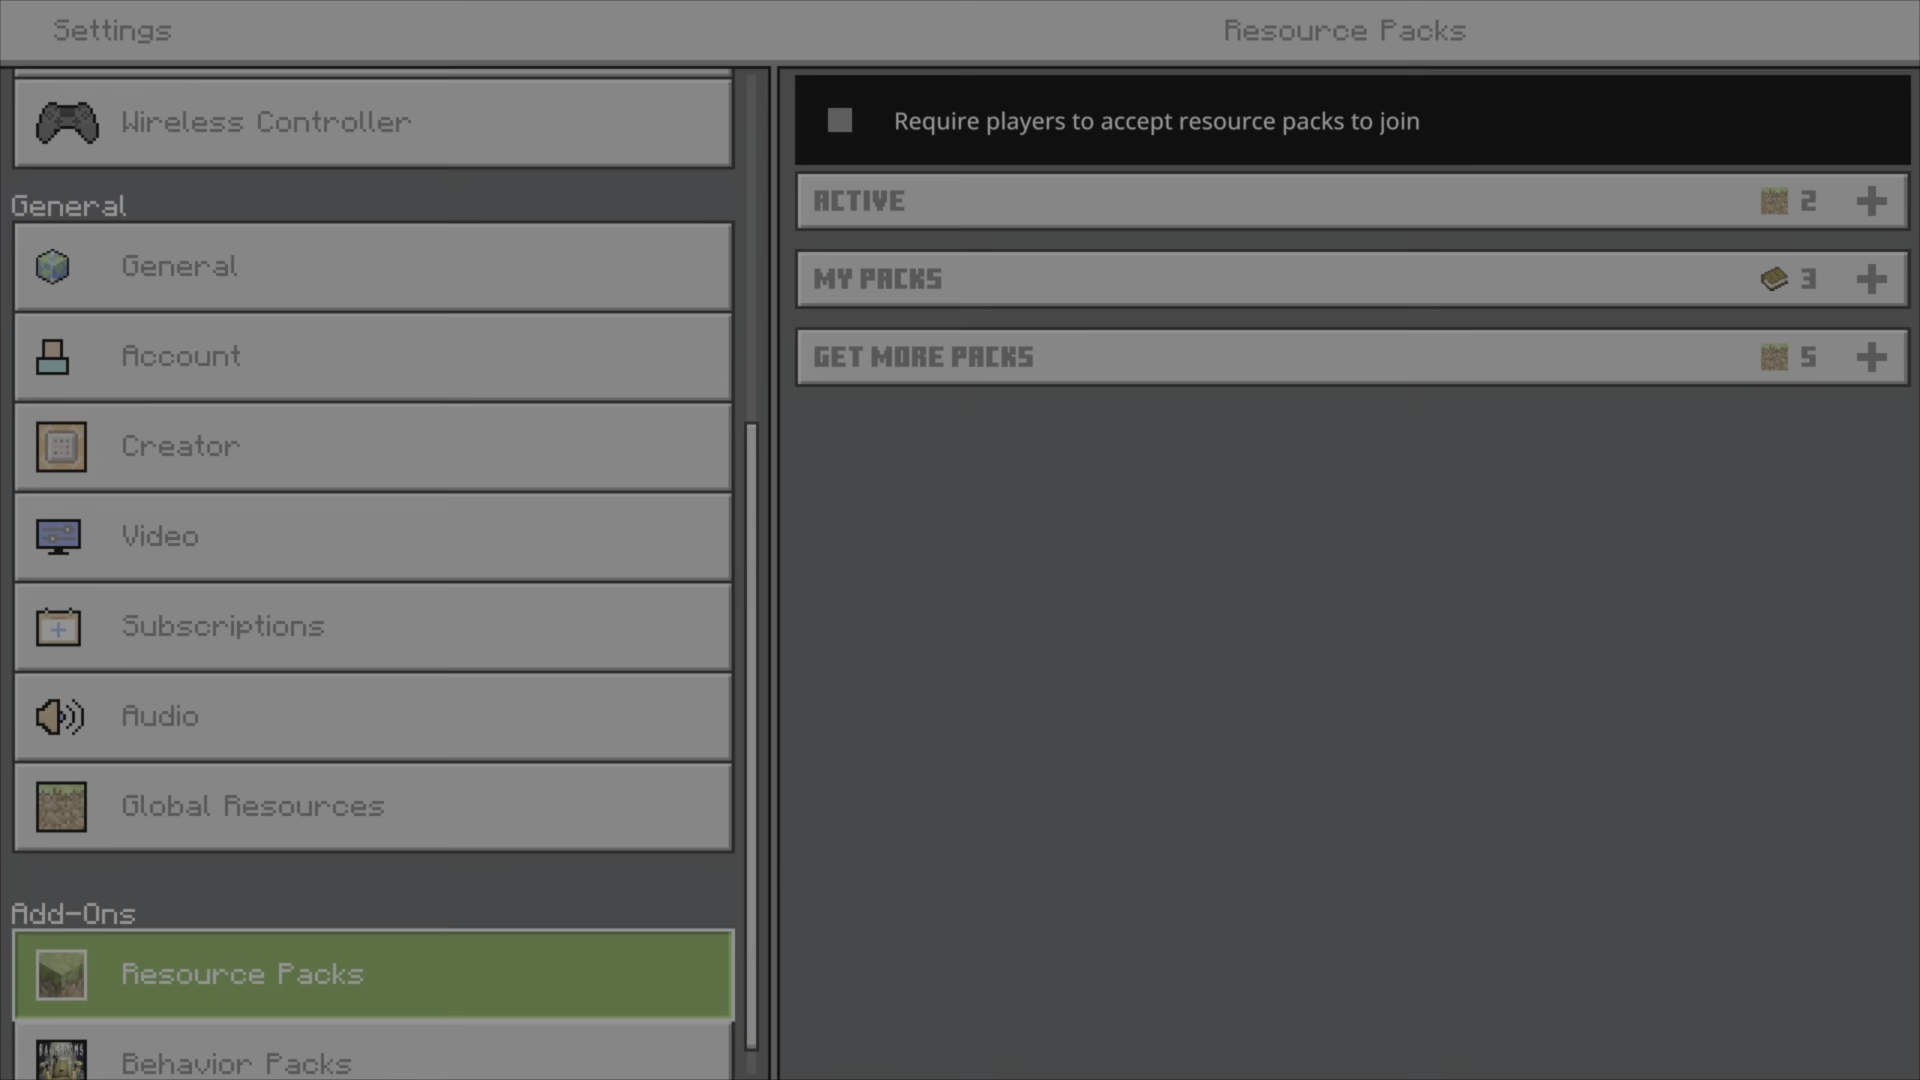 Settings
Resource Packs
Wireless Controller
General
General
Account
Creator
Video
Subscriptions
Audio
Global Resources
Add-Ons
Resource Packs
Behavior Packs
Require players to accept resource packs to join
ACTIVE 2
MY PACKS 3
GET MORE PACKS 5